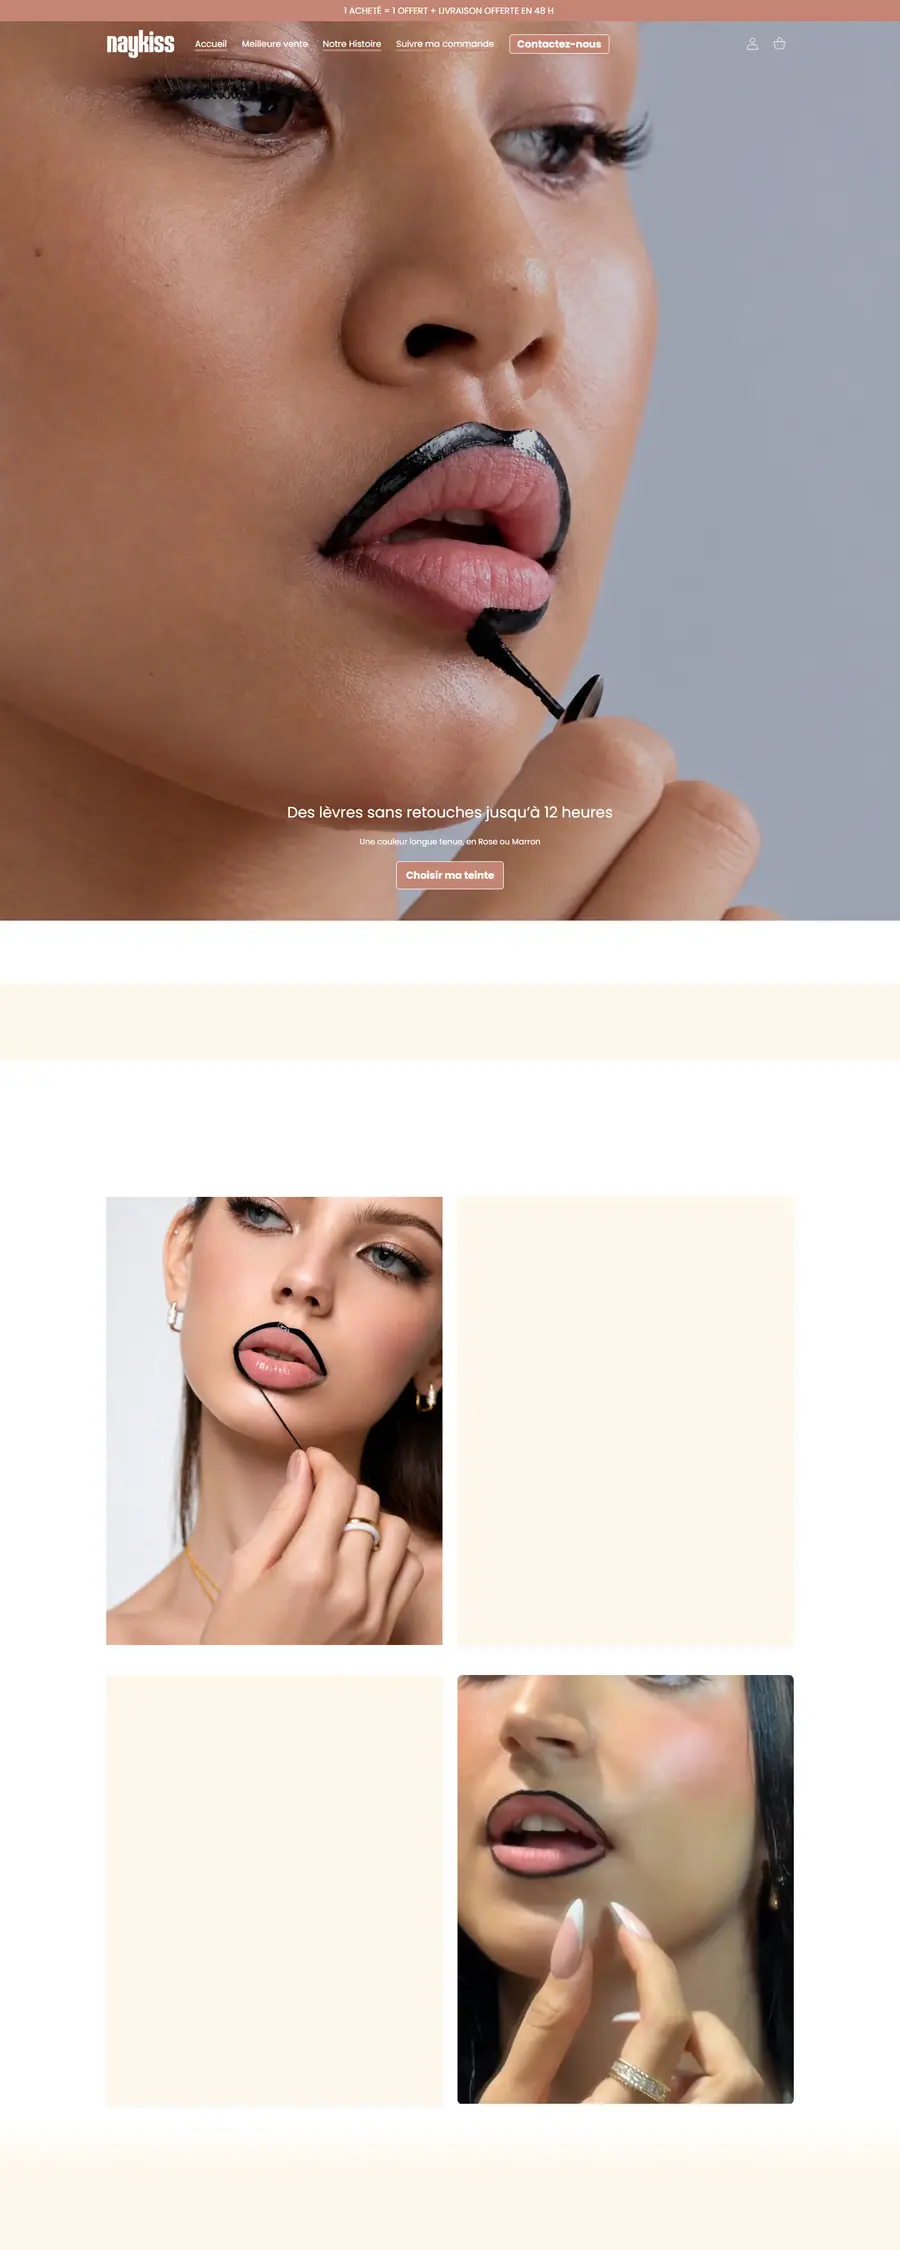 1 ACHETÉ = 1 OFFERT + LIVRAISON OFFERTE EN 48 H
naykiss
Accueil
Meilleure vente
Notre Histoire
Suivre ma commande
Contactez-nous
Des lèvres sans retouches jusqu'à 12 heures
Une couleur longue tenue, en Rose ou Marron
Choisir ma teinte